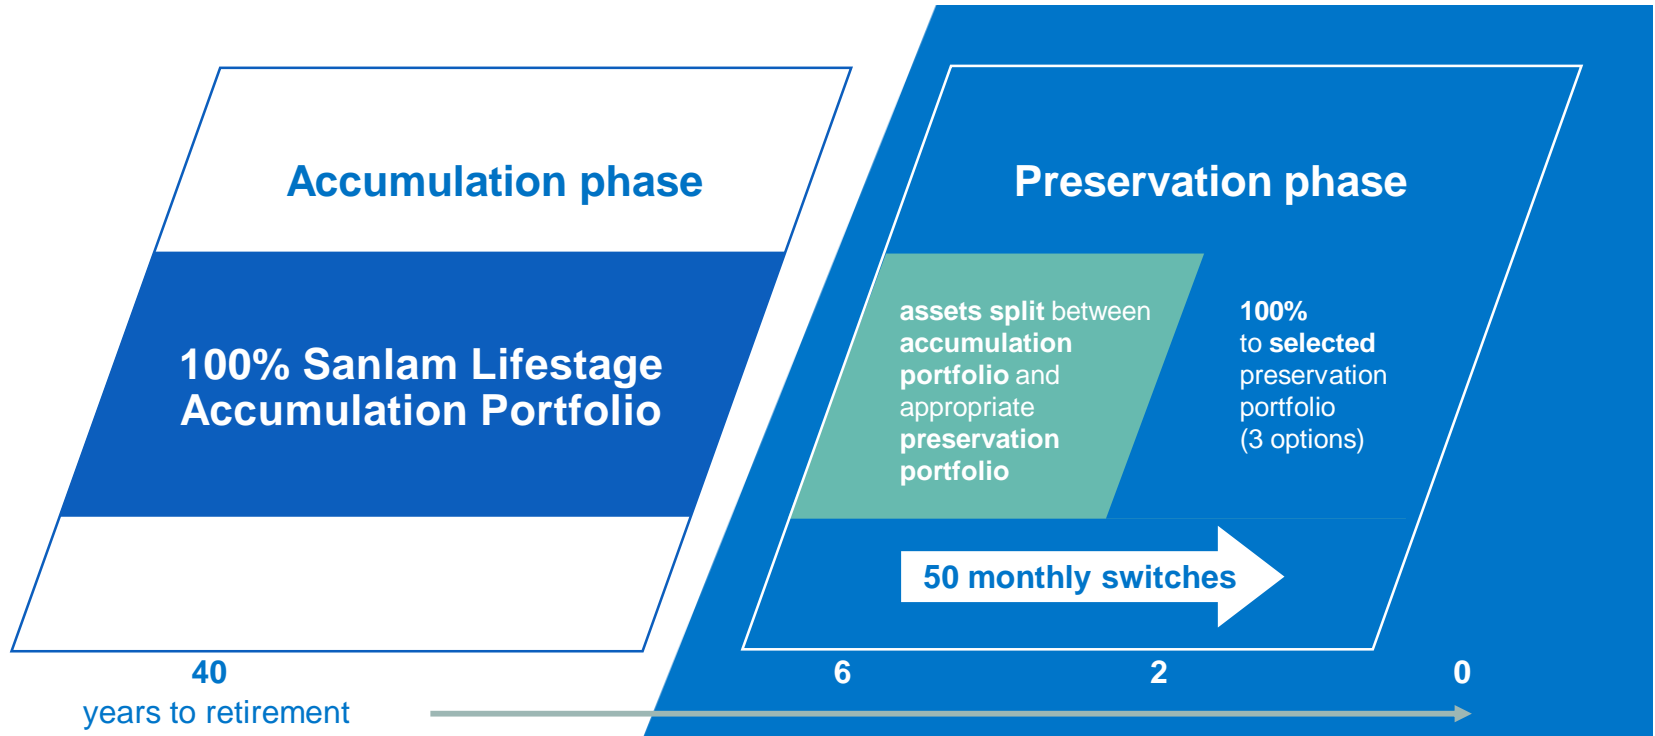 Accumulation phase
100% Sanlam Lifestage
Accumulation Portfolio
Preservation phase
assets split between
accumulation
portfolio and
appropriate
preservation
portfolio
100%
to selected
preservation
portfolio
(3 options)
50 monthly switches
40
years to retirement
6
2
0